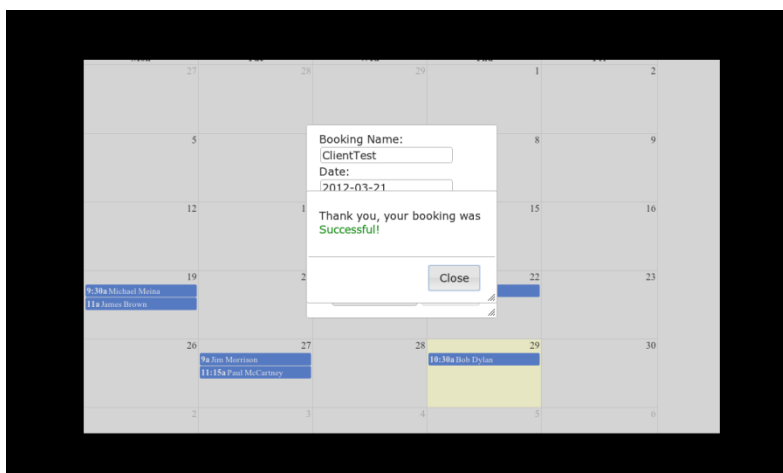 27 28 29 1 2
5 8 9
Booking Name:
ClientTest
Date:
2012-03-21
12 15 16
Thank you, your booking was
Successful!
Close
19 22 23
9:30a Michael Meina
11a James Brown
26 27 28 29 30
9a Jim Morrison
11:15a Paul McCartney
10:30a Bob Dylan
2 3 4 5 6